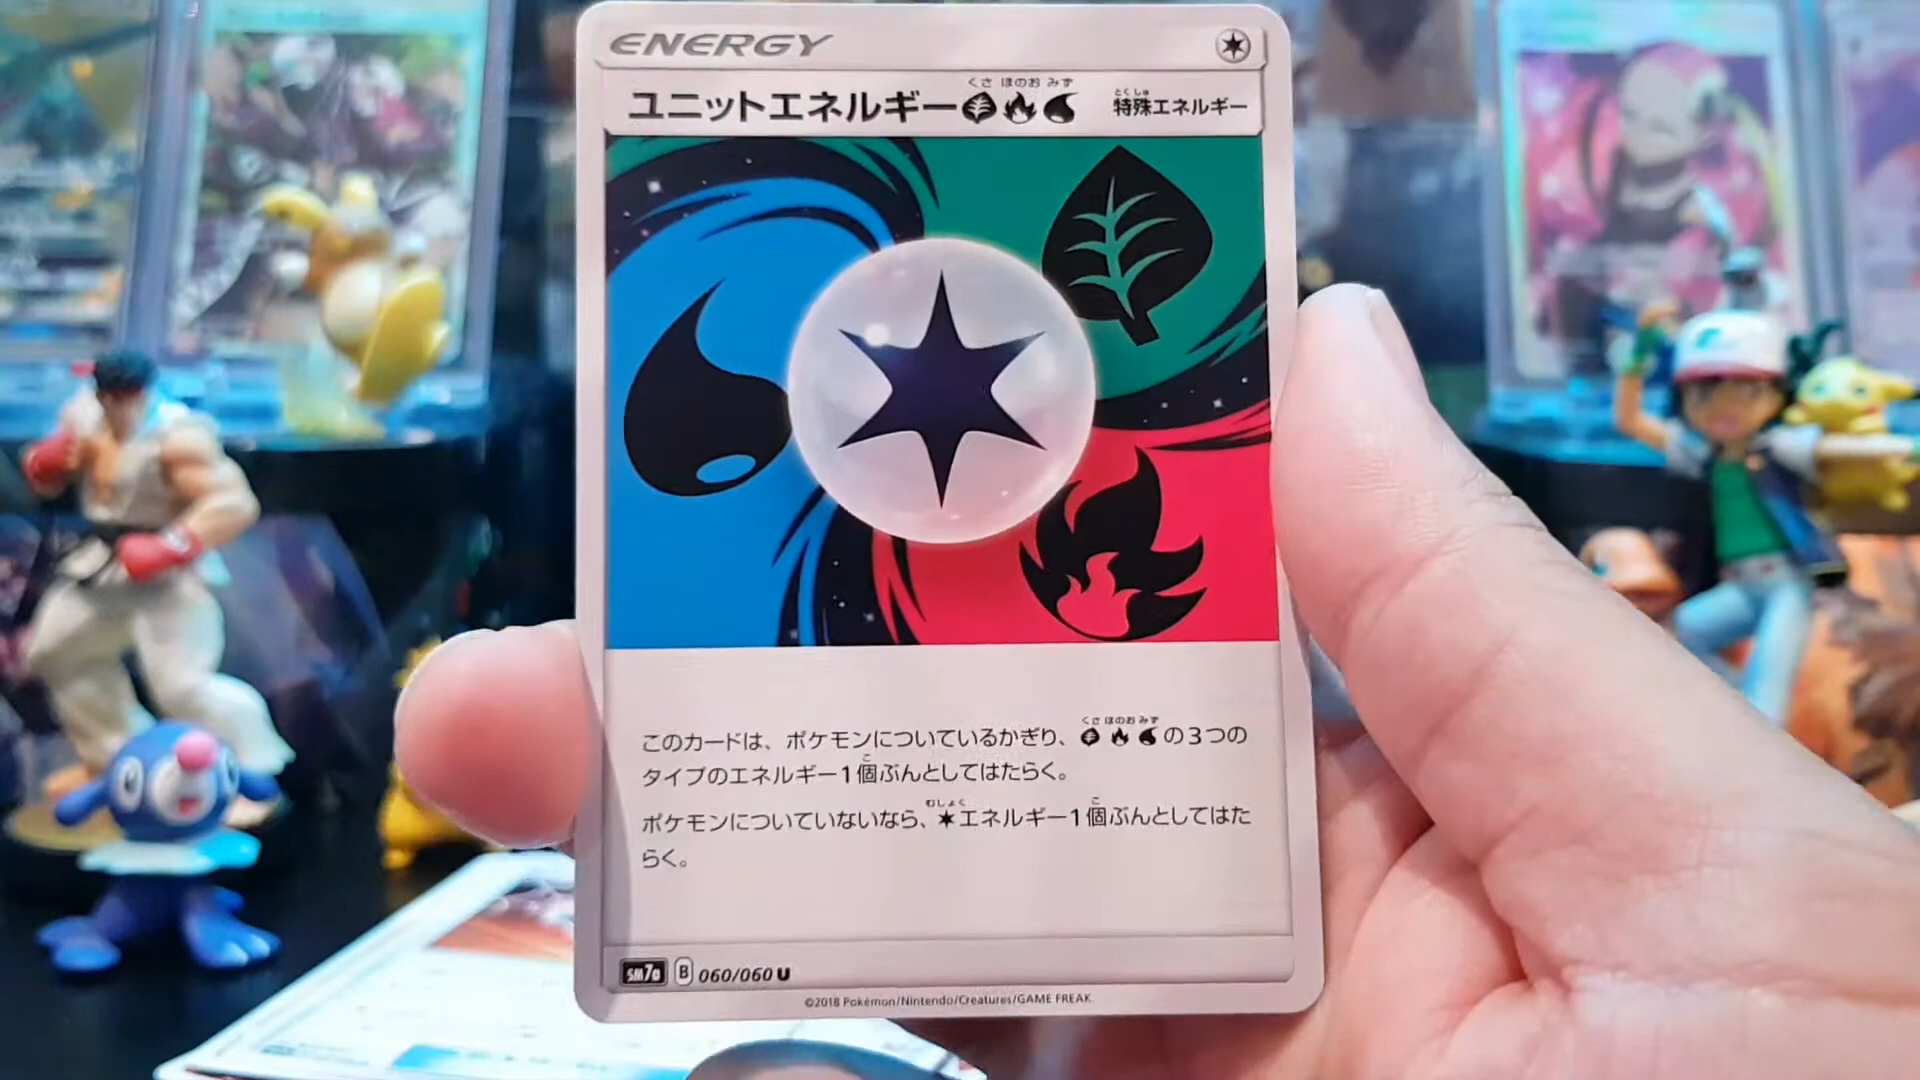 ENERGY
くさ ほのお みず
ユニットエネルギー
とくしゅ
特殊エネルギー
くさ ほのお みず
このカードは、ポケモンについているかぎり、の3つの
こ
タイプのエネルギー1個ぶんとしてはたらく。
むしょく こ
ポケモンについていないなら、エネルギー1個ぶんとしてはた
らく。
SM7a B 060/060 U
©2018 Pokémon/Nintendo/Creatures/GAME FREAK.